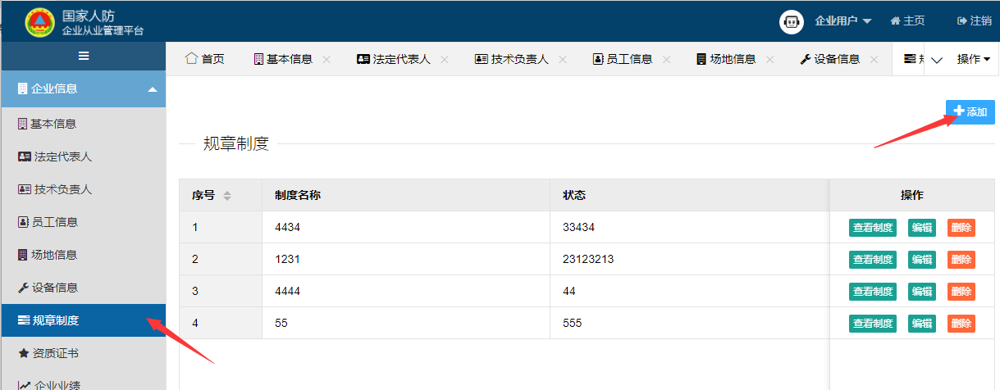 国家人防
企业从业管理平台
企业用户
主页
注销
首页
基本信息
法定代表人
技术负责人
员工信息
场地信息
设备信息
操作
企业信息
基本信息
法定代表人
技术负责人
员工信息
场地信息
设备信息
规章制度
资质证书
企业业绩
添加
规章制度
序号 制度名称 状态 操作
1 4434 33434 查看制度 编辑 删除
2 1231 23123213 查看制度 编辑 删除
3 4444 44 查看制度 编辑 删除
4 55 555 查看制度 编辑 删除